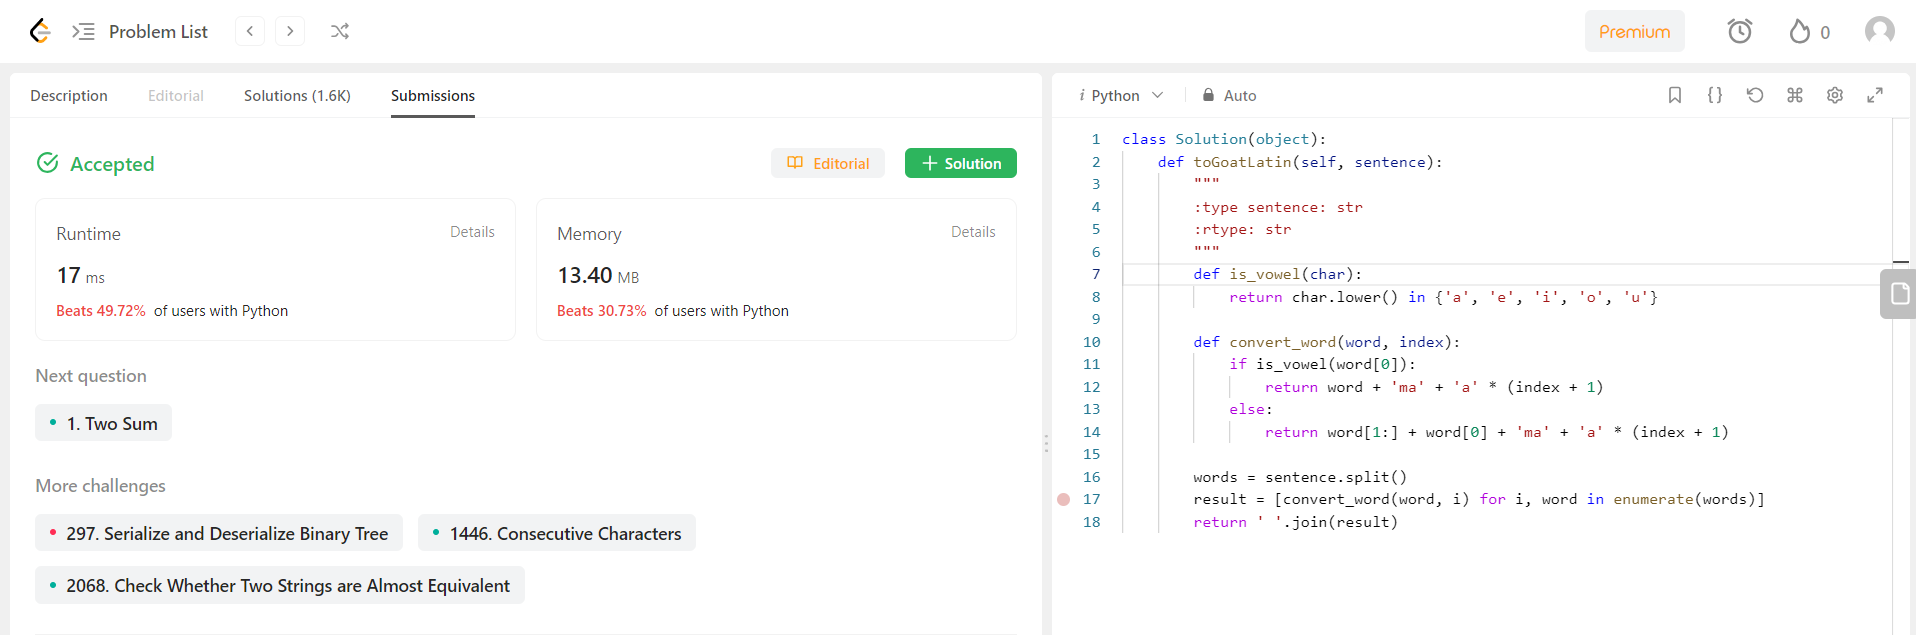 Problem List
Premium
0
Description Editorial Solutions (1.6K) Submissions
Accepted
Editorial
Solution
Runtime
Details
17 ms
Beats 49.72% of users with Python
Memory
Details
13.40 MB
Beats 30.73% of users with Python
Next question
1. Two Sum
More challenges
297. Serialize and Deserialize Binary Tree
1446. Consecutive Characters
2068. Check Whether Two Strings are Almost Equivalent
i Python Auto
1 class Solution(object):
2     def toGoatLatin(self, sentence):
3         """
4         :type sentence: str
5         :rtype: str
6         """
7         def is_vowel(char):
8             return char.lower() in {'a', 'e', 'i', 'o', 'u'}
9
10         def convert_word(word, index):
11             if is_vowel(word[0]):
12                 return word + 'ma' + 'a' * (index + 1)
13             else:
14                 return word[1:] + word[0] + 'ma' + 'a' * (index + 1)
15
16         words = sentence.split()
17         result = [convert_word(word, i) for i, word in enumerate(words)]
18         return ' '.join(result)